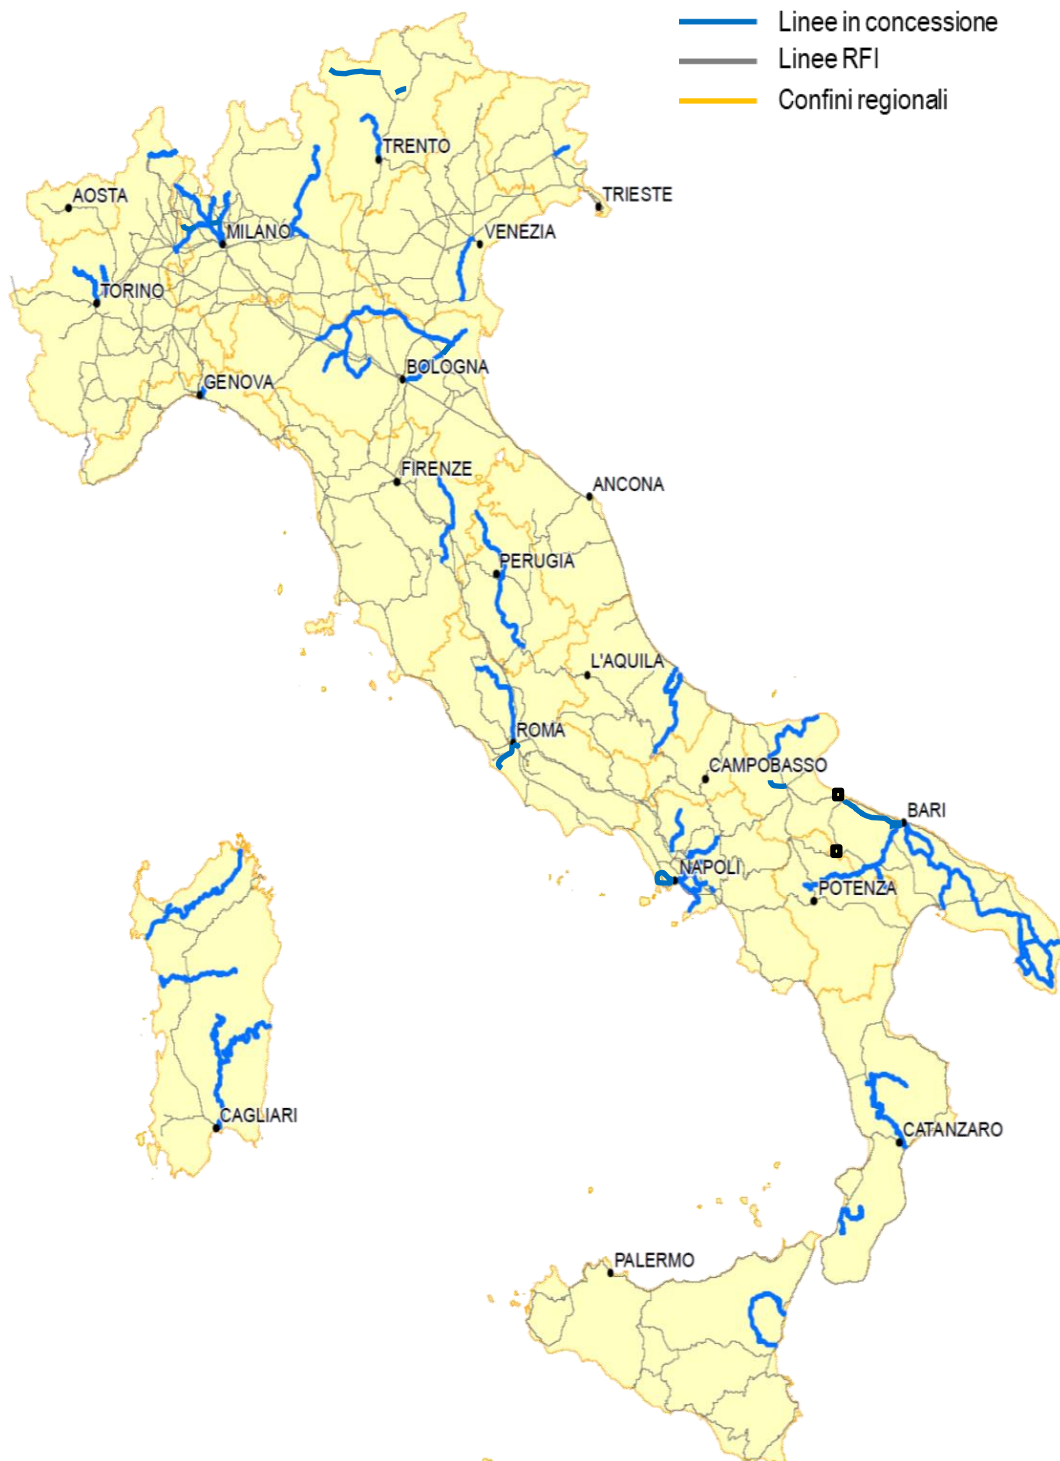 Linee in concessione
Linee RFI
Confini regionali
TRENTO
AOSTA
TRIESTE
MILANO
VENEZIA
TORINO
BOLOGNA
GENOVA
FIRENZE
ANCONA
PERUGIA
L'AQUILA
ROMA
CAMPOBASSO
BARI
NAPOLI
POTENZA
CAGLIARI
CATANZARO
PALERMO